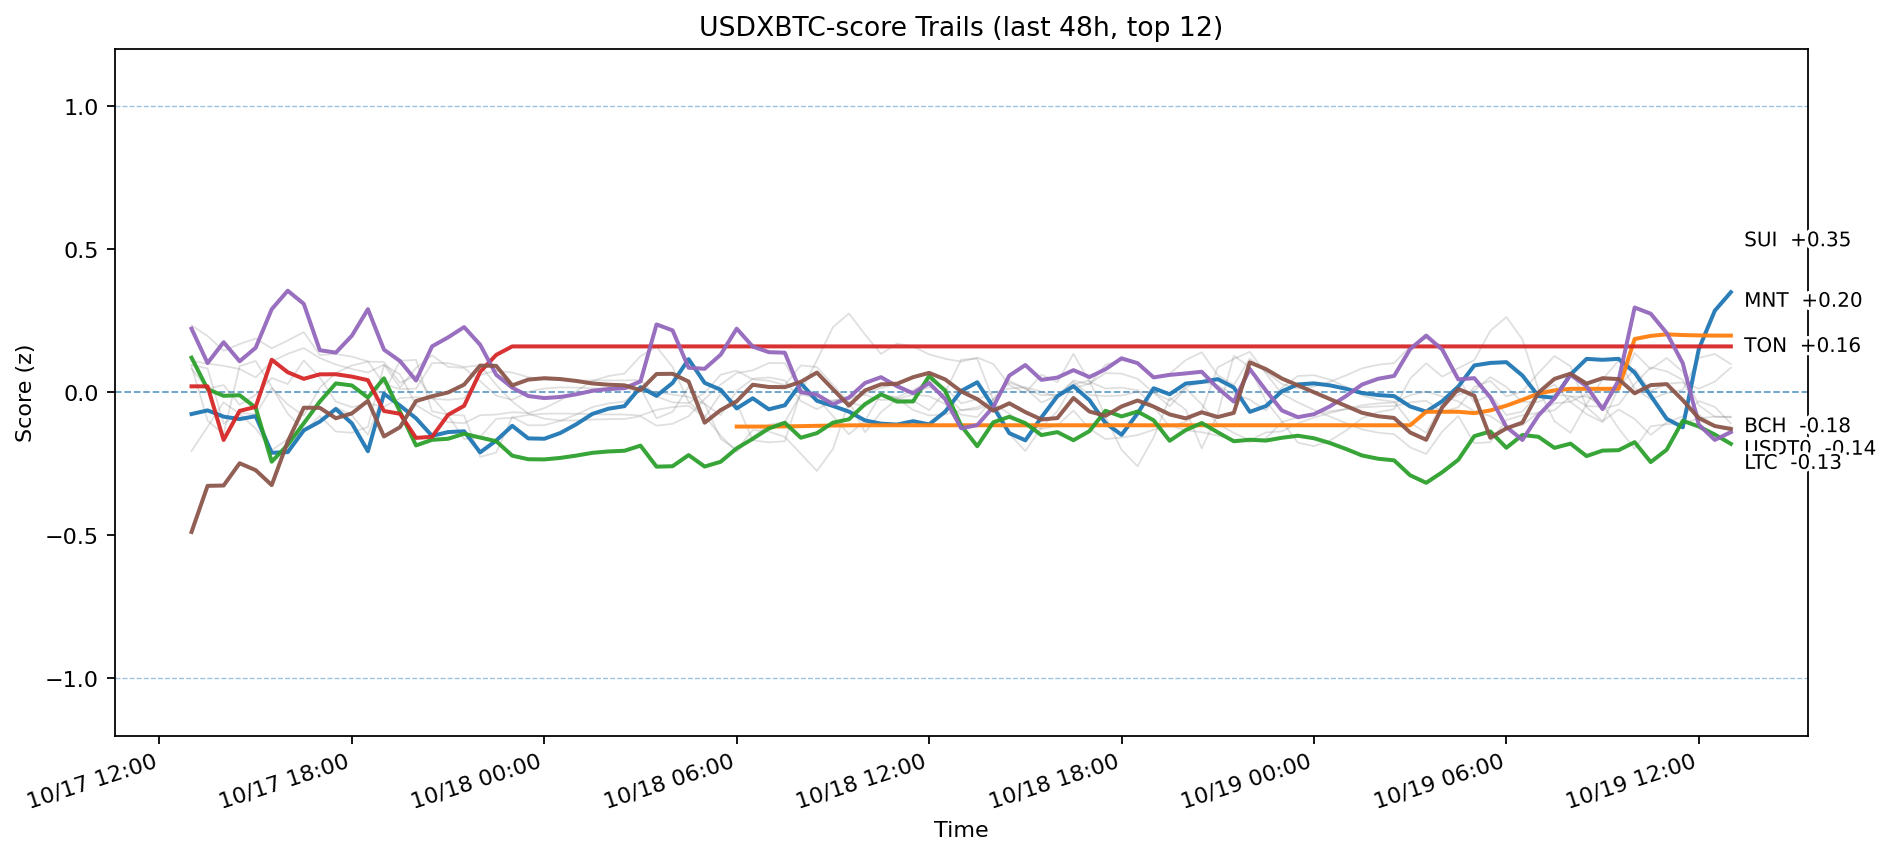 USDXBTC-score Trails (last 48h, top 12)
Score (z)
1.0
0.5
0.0
−0.5
−1.0
SUI +0.35
MNT +0.20
TON +0.16
BCH -0.18
USDT0 -0.14
LTC -0.13
10/17 12:00
10/17 18:00
10/18 00:00
10/18 06:00
10/18 12:00
10/18 18:00
10/19 00:00
10/19 06:00
10/19 12:00
Time